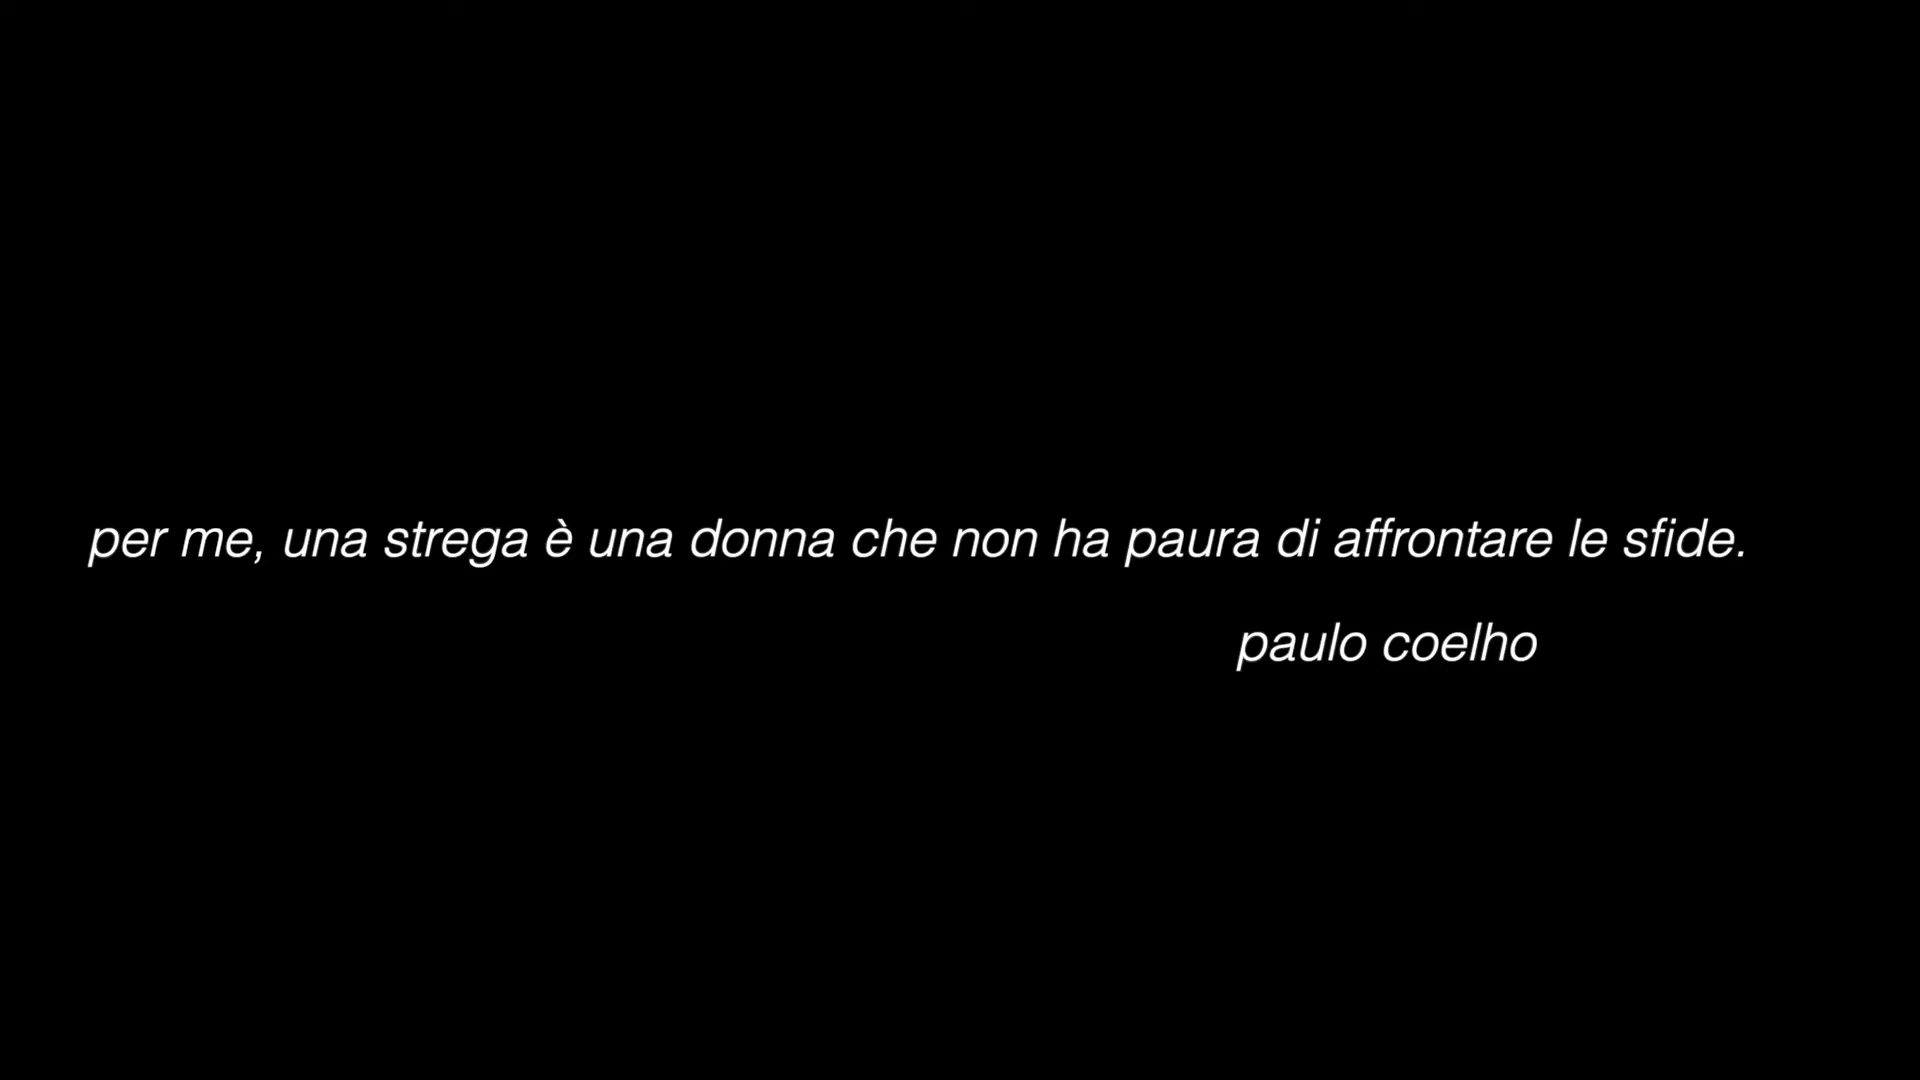 per me, una strega è una donna che non ha paura di affrontare le sfide.
paulo coelho